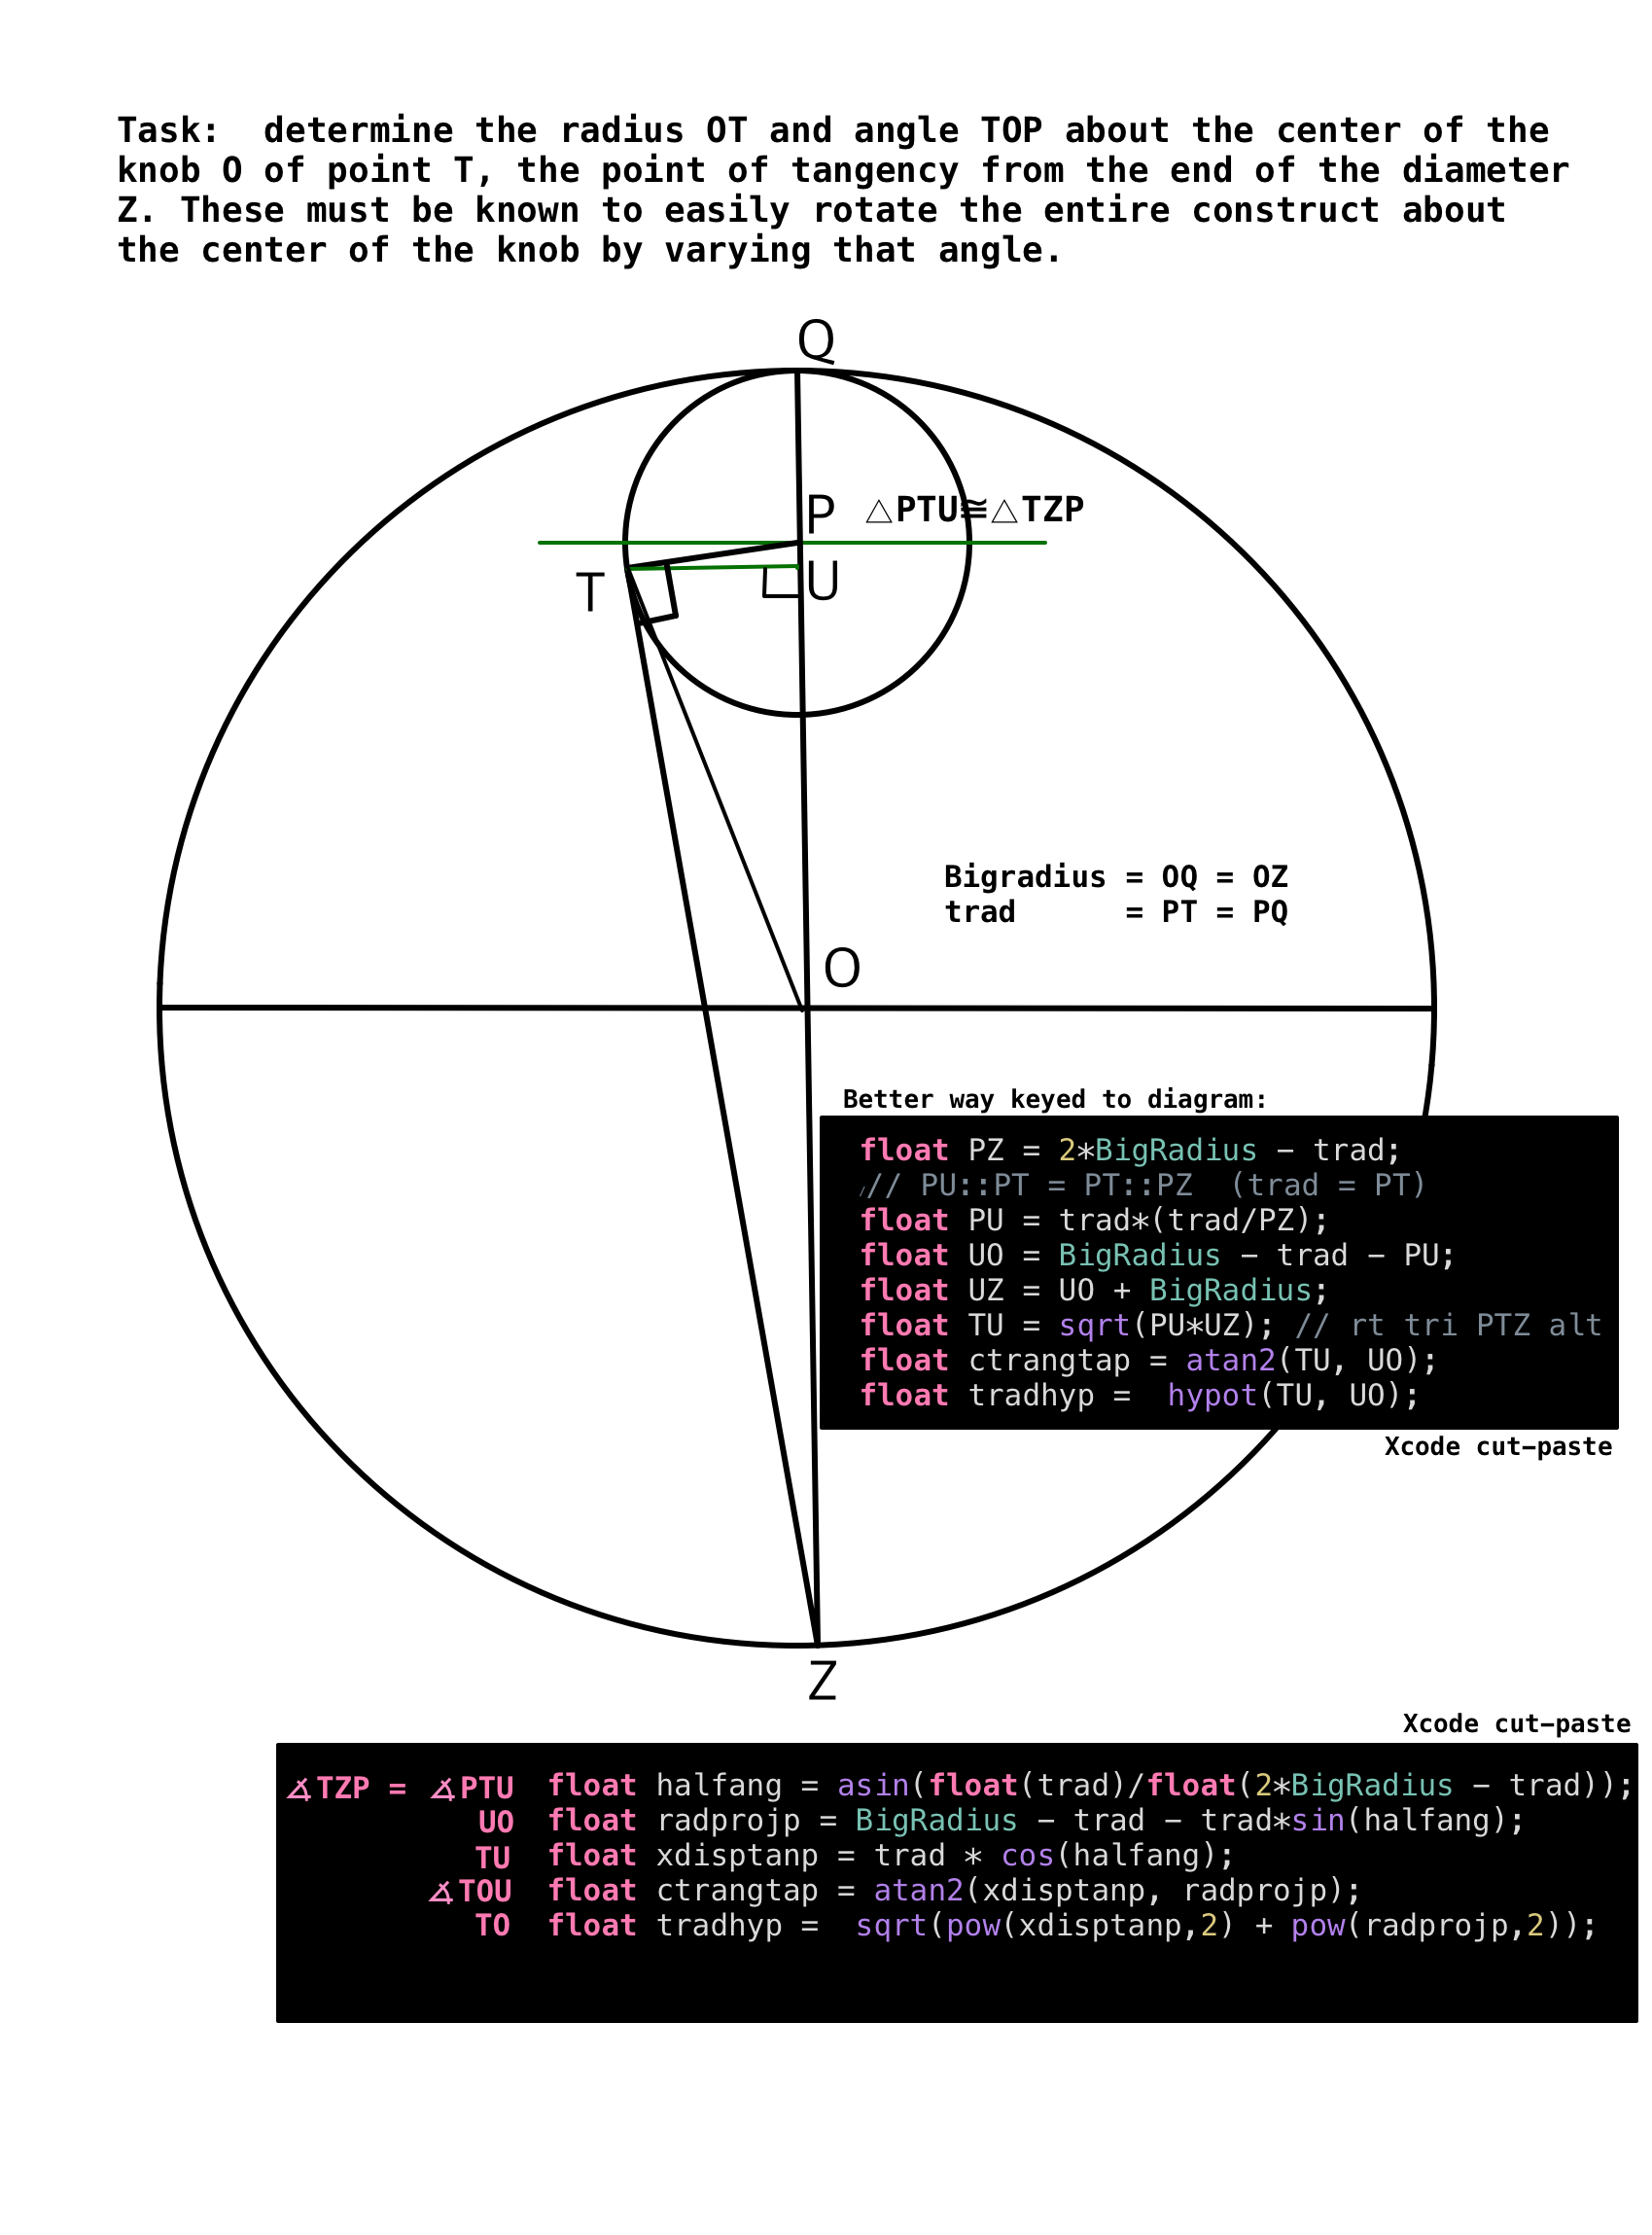 Task:  determine the radius OT and angle TOP about the center of the
knob O of point T, the point of tangency from the end of the diameter
Z. These must be known to easily rotate the entire construct about
the center of the knob by varying that angle.
Q
P △PTU≅△TZP
T
U
Bigradius = OQ = OZ
trad      = PT = PQ
O
Better way keyed to diagram:
float PZ = 2*BigRadius - trad;
// PU::PT = PT::PZ  (trad = PT)
float PU = trad*(trad/PZ);
float UO = BigRadius - trad - PU;
float UZ = UO + BigRadius;
float TU = sqrt(PU*UZ); // rt tri PTZ alt
float ctrangtap = atan2(TU, UO);
float tradhyp =  hypot(TU, UO);
Xcode cut-paste
Z
Xcode cut-paste
∡TZP = ∡PTU float halfang = asin(float(trad)/float(2*BigRadius - trad));
UO float radprojp = BigRadius - trad - trad*sin(halfang);
TU float xdisptanp = trad * cos(halfang);
∡TOU float ctrangtap = atan2(xdisptanp, radprojp);
TO float tradhyp =  sqrt(pow(xdisptanp,2) + pow(radprojp,2));